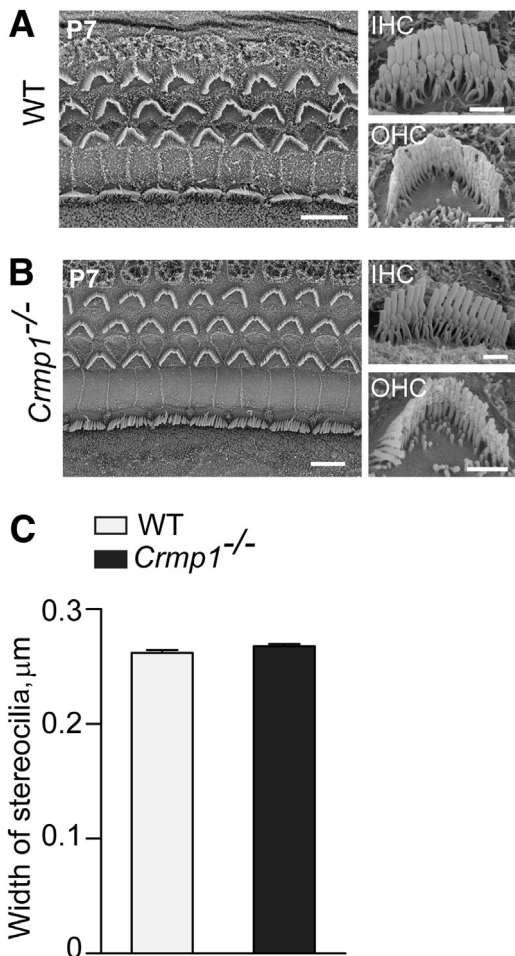 A
WT
P7
IHC
OHC
B
Crmp1-/-
P7
IHC
OHC
C
WT
Crmp1-/-
Width of stereocilia, μm
0.3
0.2
0.1
0